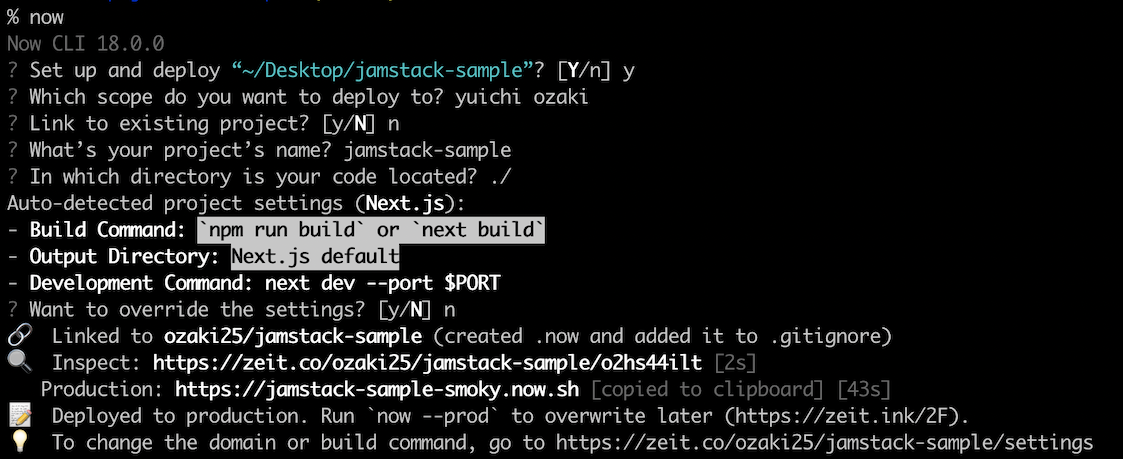 % now
Now CLI 18.0.0
? Set up and deploy “~/Desktop/jamstack-sample”? [Y/n] y
? Which scope do you want to deploy to? yuichi ozaki
? Link to existing project? [y/N] n
? What’s your project’s name? jamstack-sample
? In which directory is your code located? ./
Auto-detected project settings (Next.js):
- Build Command: `npm run build` or `next build`
- Output Directory: Next.js default
- Development Command: next dev --port $PORT
? Want to override the settings? [y/N] n
🔗 Linked to ozaki25/jamstack-sample (created .now and added it to .gitignore)
🔍 Inspect: https://zeit.co/ozaki25/jamstack-sample/o2hs44ilt [2s]
Production: https://jamstack-sample-smoky.now.sh [copied to clipboard] [43s]
📝 Deployed to production. Run `now --prod` to overwrite later (https://zeit.ink/2F).
💡 To change the domain or build command, go to https://zeit.co/ozaki25/jamstack-sample/settings